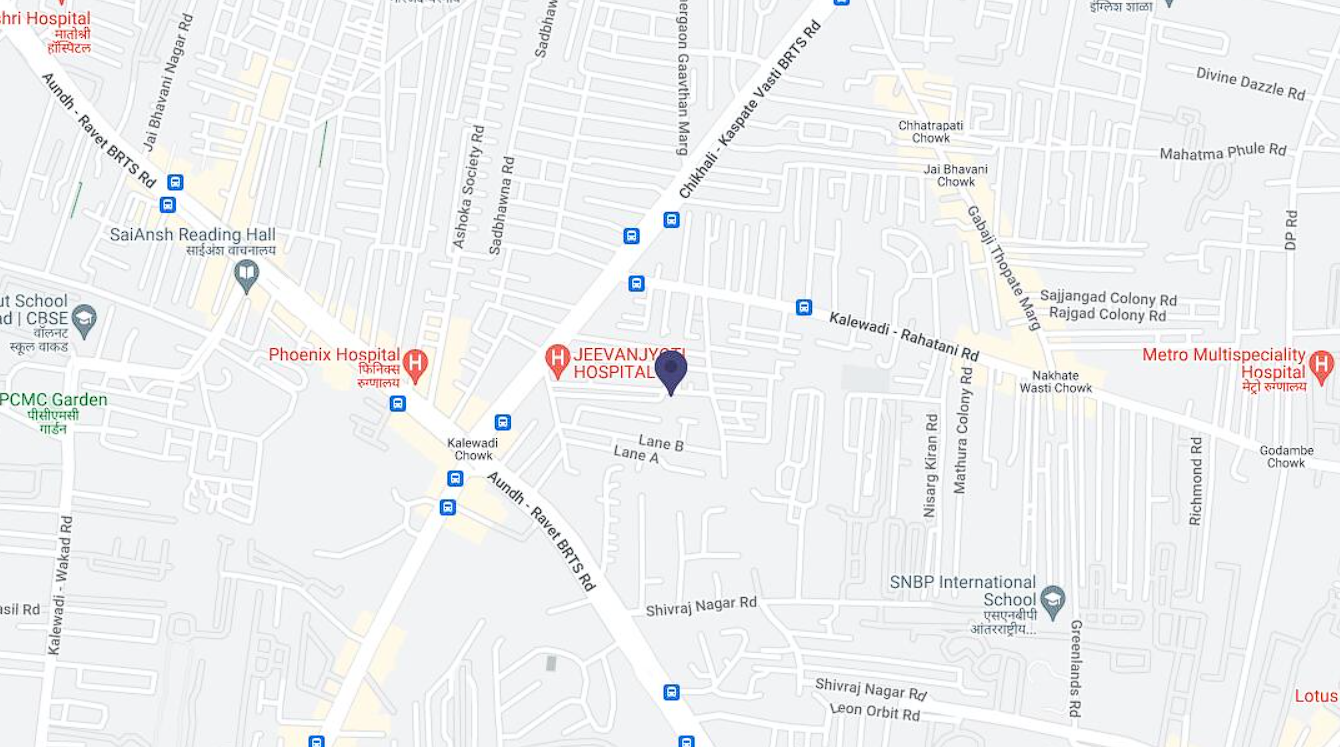 इंग्लिश शाळा
hri Hospital
मातोश्री
हॉस्पिटल
Jai Bhavani Nagar Rd
Sadbhaw
ergaon Gaavthan Marg
Aundh - Ravet BRTS Rd
Chikhali - Kaspate Vasti BRTS Rd
Divine Dazzle Rd
Chhatrapati
Chowk
Mahatma Phule Rd
Jai Bhavani
Chowk
Ashoka Society Rd
Sadbhawna Rd
Gabaji Thopate Marg
DP Rd
SaiAnsh Reading Hall
साईअंश वाचनालय
ut School
ad | CBSE
वॉलनट
स्कूल वाकड
Sajjangad Colony Rd
Rajgad Colony Rd
Kalewadi - Rahatani Rd
Phoenix Hospital
फिनिक्स
रुग्णालय
JEEVANJYOTI
HOSPITAL
Metro Multispeciality
Hospital
मेट्रो रुग्णालय
Nakhate
Wasti Chowk
PCMC Garden
पीसीएमसी
गार्डन
Kalewadi
Chowk
Lane B
Lane A
Nisarg Kiran Rd
Mathura Colony Rd
Richmond Rd
Godambe
Chowk
Aundh - Ravet BRTS Rd
Kalewadi - Wakad Rd
asil Rd
Shivraj Nagar Rd
SNBP International
School
एसएनबीपी
आंतरराष्ट्रीय...
Greenlands Rd
Shivraj Nagar Rd
Leon Orbit Rd
Lotus